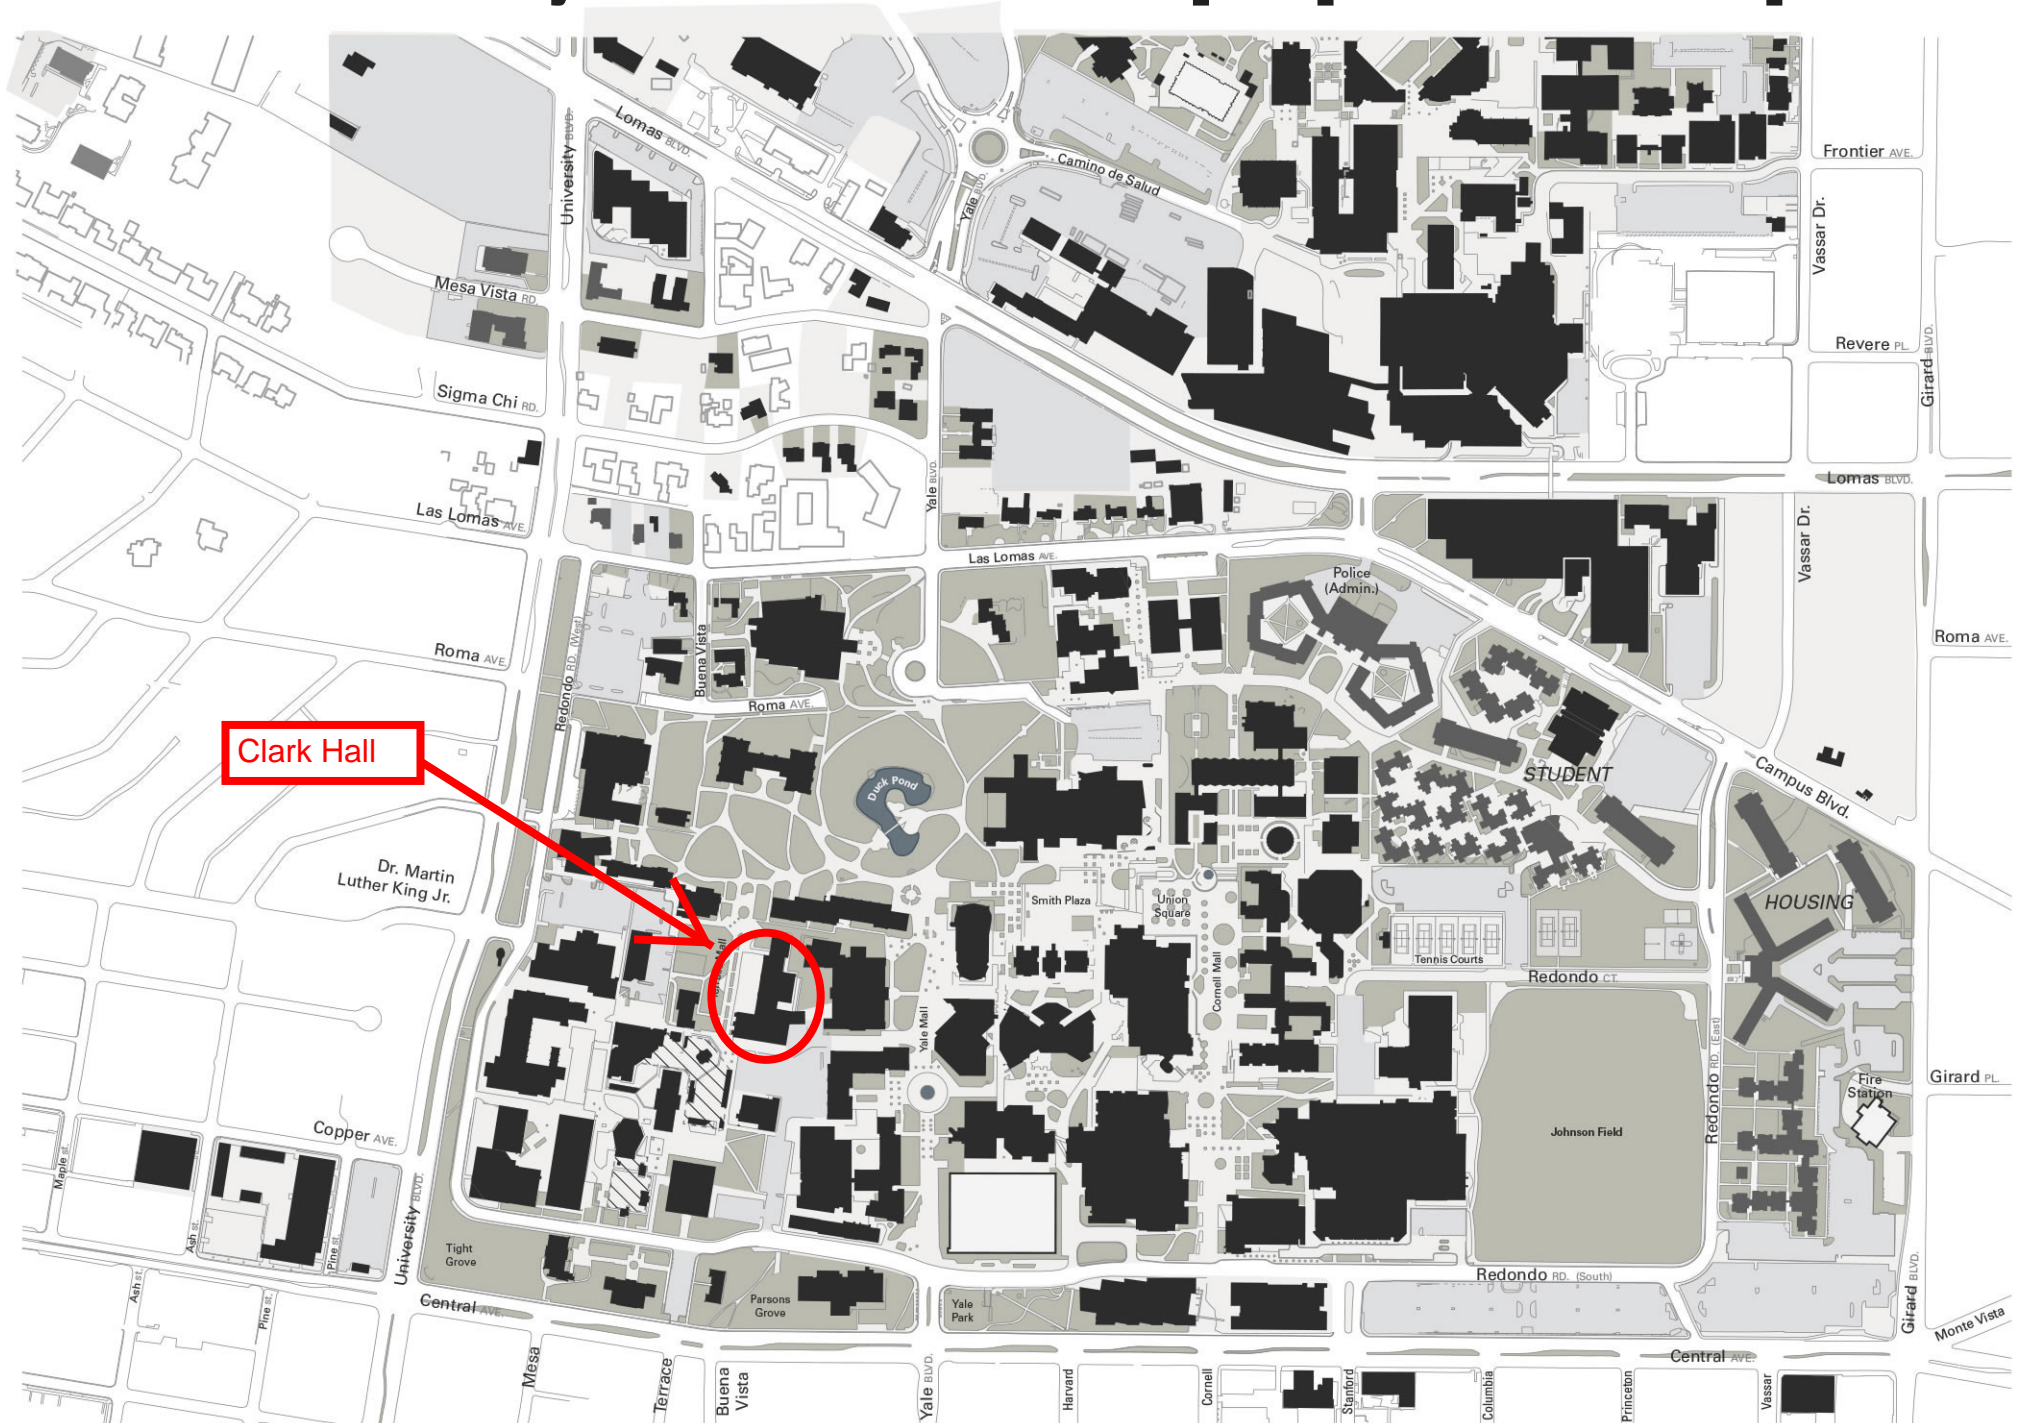 Lomas BLVD.
University BLVD.
Camino de Salud
Yale BLVD.
Frontier AVE.
Vassar Dr.
Mesa Vista RD.
Revere PL.
Girard BLVD.
Sigma Chi RD.
Yale BLVD.
Lomas BLVD.
Las Lomas AVE.
Las Lomas AVE.
Vassar Dr.
Police
(Admin.)
Redondo RD. (West)
Buena Vista
Roma AVE.
Roma AVE.
Roma AVE.
Clark Hall
Duck Pond
STUDENT
Campus Blvd.
Dr. Martin
Luther King Jr.
Smith Plaza
Union
Square
HOUSING
Mall
Cornell Mall
Tennis Courts
Redondo CT.
Yale Mall
Redondo RD. (East)
Fire
Station
Girard PL.
Copper AVE.
Johnson Field
Maple st.
Ash st.
Pine st.
University BLVD.
Tight
Grove
Redondo RD. (South)
Parsons
Grove
Yale
Park
Girard BLVD.
Monte Vista
Ash st.
Pine st.
Central AVE.
Central AVE.
Mesa
Terrace
Buena
Vista
Yale BLVD.
Harvard
Cornell
Stanford
Columbia
Princeton
Vassar